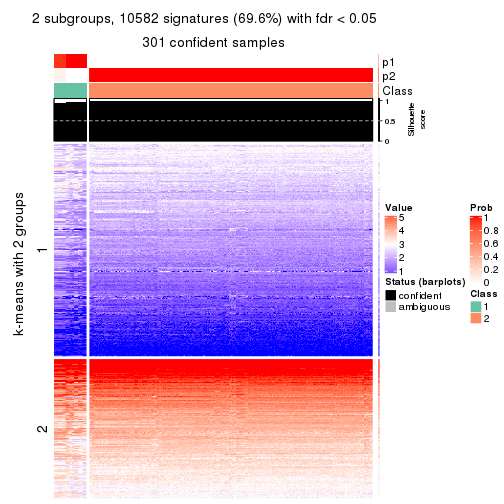 2 subgroups, 10582 signatures (69.6%) with fdr < 0.05
301 confident samples
p1
p2
Class
1
0.5
0
Silhouette
score
k-means with 2 groups
1
2
Value
5
4
3
2
1
Status (barplots)
confident
ambiguous
Prob
1
0.8
0.6
0.4
0.2
0
Class
1
2